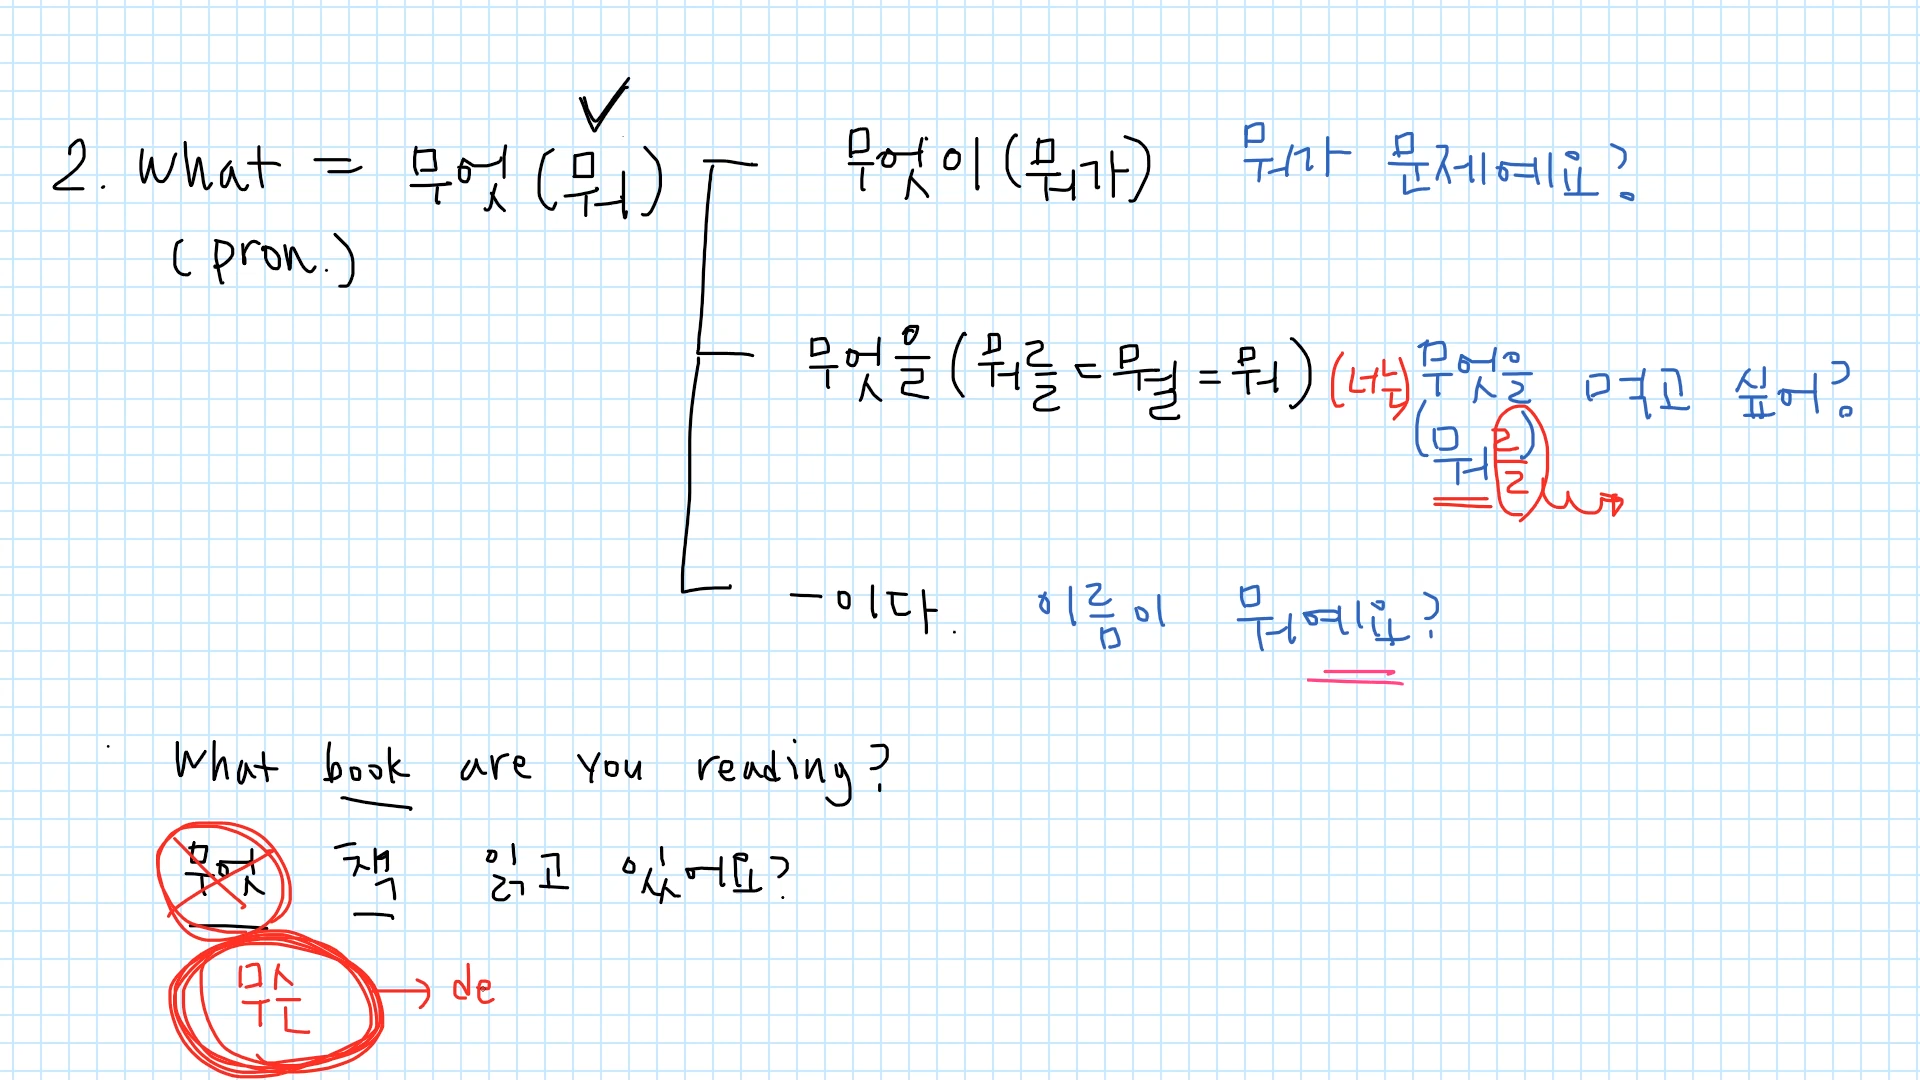 2. What = 무엇 (뭐) 무엇이 (뭐가) 뭐가 문제예요?
(pron.)
무엇을 (뭐를 = 뭘 = 뭐) (너는) 무엇을 먹고 싶어?
(뭐를)
-이다. 이름이 뭐예요?
What book are you reading?
무엇 책 읽고 있어요?
무슨 → de